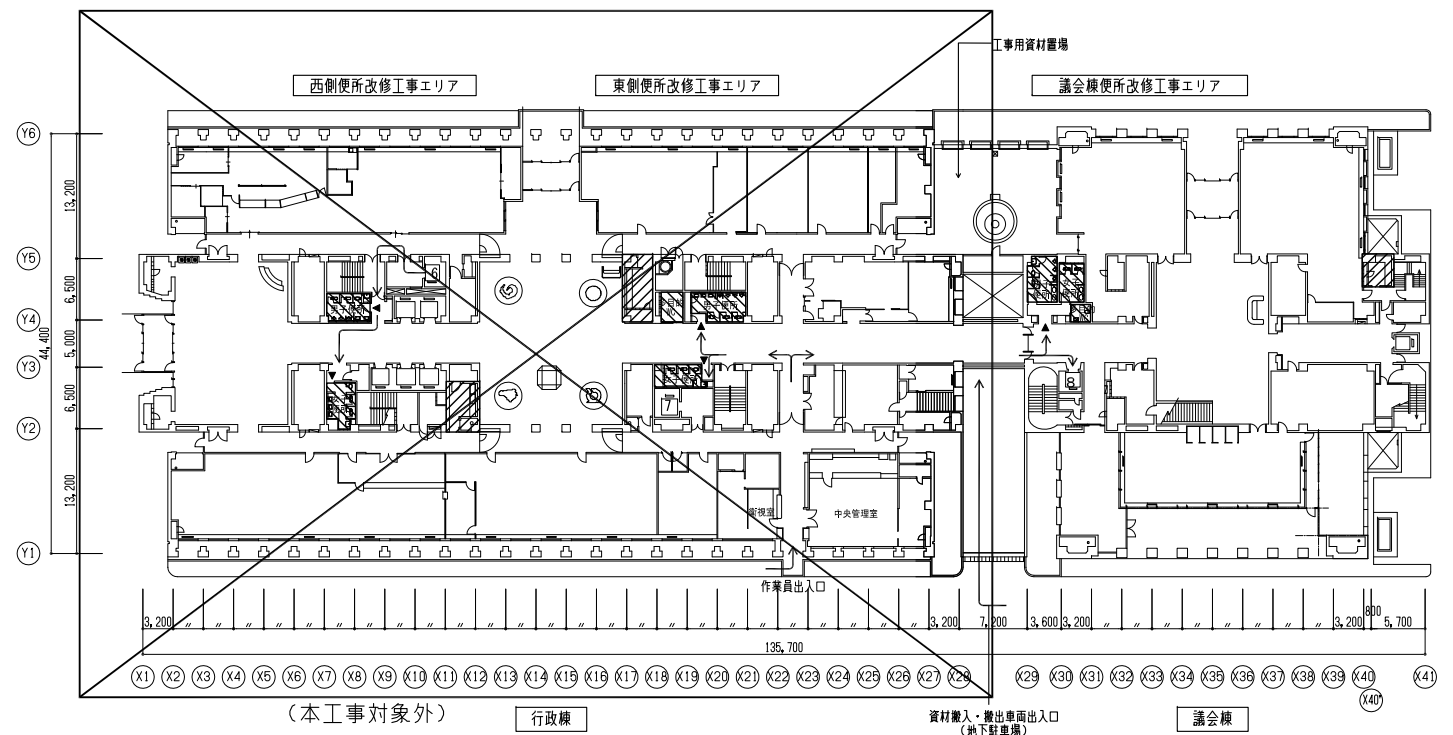 工事用資材置場
西側便所改修工事エリア
東側便所改修工事エリア
議会棟便所改修工事エリア
Y6
13,200
Y5
6,500
Y4
5,000
44,400
Y3
6,500
Y2
13,200
Y1
6
7
8
衛視室
中央管理室
作業員出入口
3,200 〃 〃 〃 〃 〃 〃 〃 〃 〃 〃 〃 〃 〃 〃 〃 〃 〃 〃 〃 〃 〃 〃 〃 〃 〃 3,200 7,200 3,600 3,200 〃 〃 〃 〃 〃 〃 〃 〃 3,200 800 5,700
135,700
X1 X2 X3 X4 X5 X6 X7 X8 X9 X10 X11 X12 X13 X14 X15 X16 X17 X18 X19 X20 X21 X22 X23 X24 X25 X26 X27 X28 X29 X30 X31 X32 X33 X34 X35 X36 X37 X38 X39 X40 X41
X40'
(本工事対象外)
行政棟
資材搬入・搬出車両出入口
(地下駐車場)
議会棟